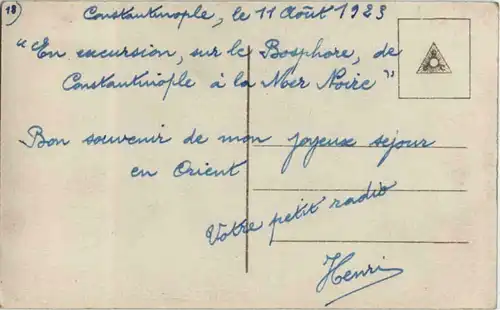 18
Constantinople, le 11 Août 1923
"En excursion, sur le Bosphore, de
Constantinople à la Mer Noire"
Bon souvenir de mon joyeux séjour
en Orient
Votre petit radio
Henri